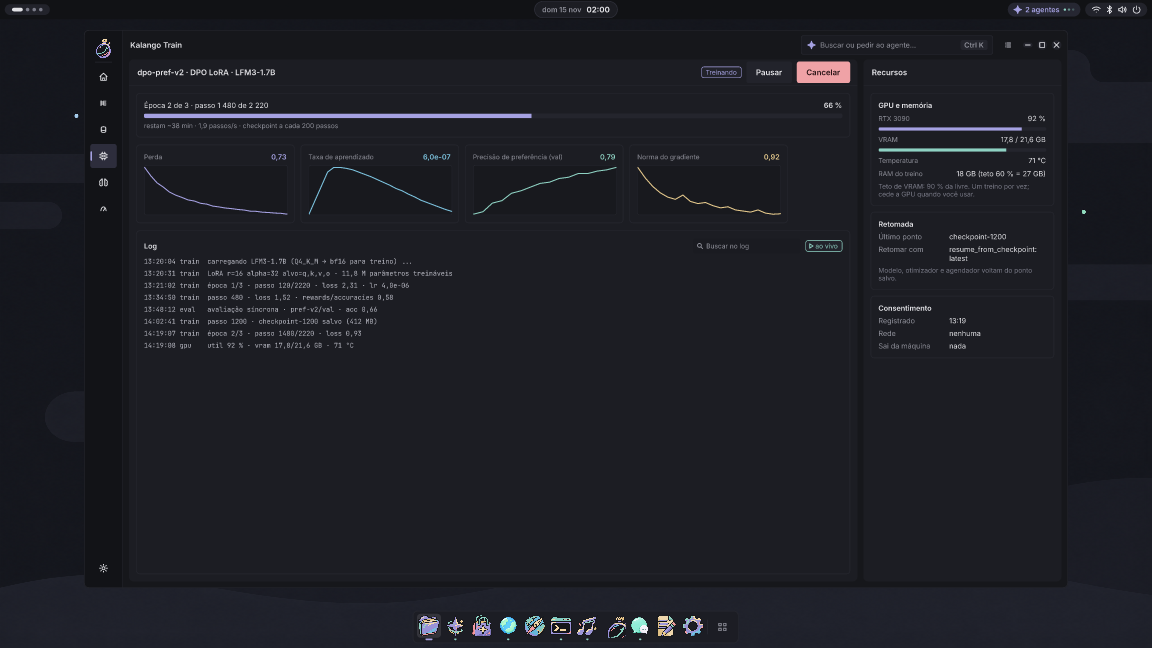 dom 15 nov 02:00
2 agentes
Kalango Train
Buscar ou pedir ao agente...
Ctrl K
dpo-pref-v2 · DPO LoRA · LFM3-1.7B
Treinando
Pausar
Cancelar
Época 2 de 3 · passo 1 480 de 2 220
66 %
restam ~38 min · 1,9 passos/s · checkpoint a cada 200 passos
Perda
0,73
Taxa de aprendizado
6,0e-07
Precisão de preferência (val)
0,79
Norma do gradiente
0,92
Log
Buscar no log
ao vivo
13:20:04 train carregando LFM3-1.7B (Q4_K_M → bf16 para treino) ...
13:20:31 train LoRA r=16 alpha=32 alvo=q,k,v,o · 11,8 M parâmetros treináveis
13:21:02 train época 1/3 · passo 120/2220 · loss 2,31 · lr 4,0e-06
13:34:50 train passo 480 · loss 1,52 · rewards/accuracies 0,58
13:48:12 eval avaliação síncrona · pref-v2/val · acc 0,66
14:02:41 train passo 1200 · checkpoint-1200 salvo (412 MB)
14:19:07 train época 2/3 · passo 1480/2220 · loss 0,93
14:19:08 gpu util 92 % · vram 17,8/21,6 GB · 71 °C
Recursos
GPU e memória
RTX 3090
92 %
VRAM
17,8 / 21,6 GB
Temperatura
71 °C
RAM do treino
18 GB (teto 60 % = 27 GB)
Teto de VRAM: 90 % da livre. Um treino por vez;
cede a GPU quando você usar.
Retomada
Último ponto
checkpoint-1200
Retomar com
resume_from_checkpoint:
latest
Modelo, otimizador e agendador voltam do ponto
salvo.
Consentimento
Registrado
13:19
Rede
nenhuma
Sai da máquina
nada